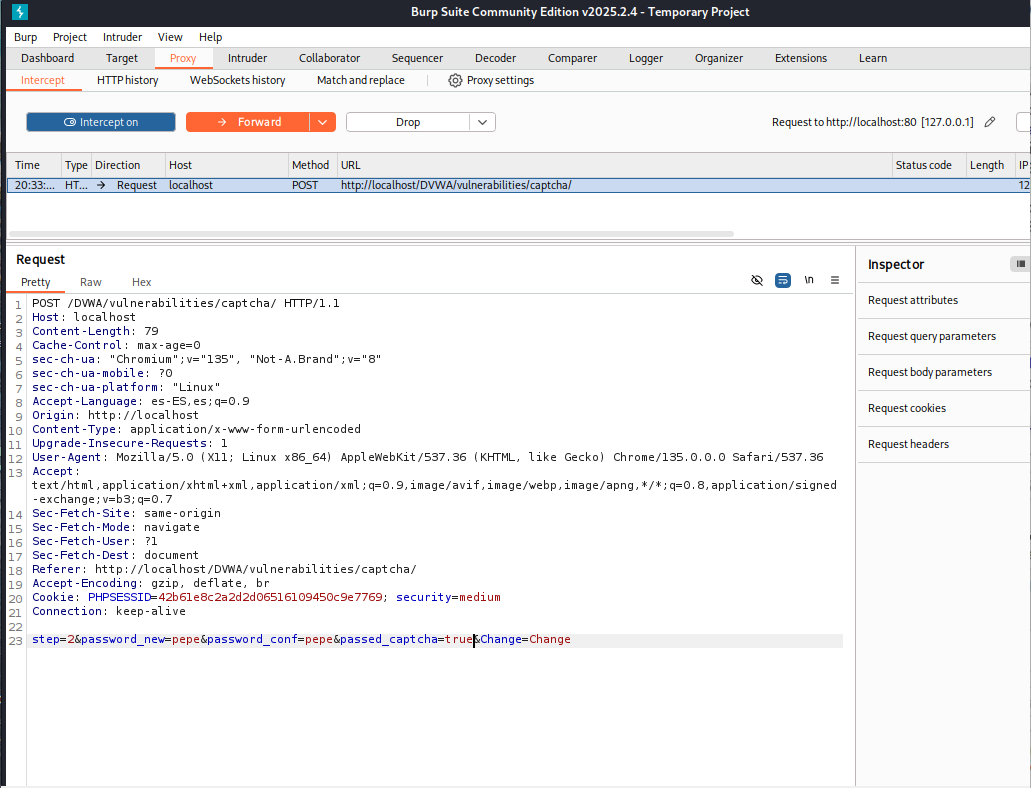 Burp Suite Community Edition v2025.2.4 - Temporary Project
Burp Project Intruder View Help
Dashboard Target Proxy Intruder Collaborator Sequencer Decoder Comparer Logger Organizer Extensions Learn
Intercept HTTP history WebSockets history Match and replace Proxy settings
Intercept on Forward Drop Request to http://localhost:80 [127.0.0.1]
Time Type Direction Host Method URL Status code Length IP
20:33:... HT... Request localhost POST http://localhost/DVWA/vulnerabilities/captcha/ 12
Request
Inspector
Pretty Raw Hex \n
Request attributes
Request query parameters
Request body parameters
Request cookies
Request headers
1 POST /DVWA/vulnerabilities/captcha/ HTTP/1.1
2 Host: localhost
3 Content-Length: 79
4 Cache-Control: max-age=0
5 sec-ch-ua: "Chromium";v="135", "Not-A.Brand";v="8"
6 sec-ch-ua-mobile: ?0
7 sec-ch-ua-platform: "Linux"
8 Accept-Language: es-ES,es;q=0.9
9 Origin: http://localhost
10 Content-Type: application/x-www-form-urlencoded
11 Upgrade-Insecure-Requests: 1
12 User-Agent: Mozilla/5.0 (X11; Linux x86_64) AppleWebKit/537.36 (KHTML, like Gecko) Chrome/135.0.0.0 Safari/537.36
13 Accept:
text/html,application/xhtml+xml,application/xml;q=0.9,image/avif,image/webp,image/apng,*/*;q=0.8,application/signed
-exchange;v=b3;q=0.7
14 Sec-Fetch-Site: same-origin
15 Sec-Fetch-Mode: navigate
16 Sec-Fetch-User: ?1
17 Sec-Fetch-Dest: document
18 Referer: http://localhost/DVWA/vulnerabilities/captcha/
19 Accept-Encoding: gzip, deflate, br
20 Cookie: PHPSESSID=42b61e8c2a2d2d06516109450c9e7769; security=medium
21 Connection: keep-alive
22
23 step=2&password_new=pepe&password_conf=pepe&passed_captcha=true&Change=Change